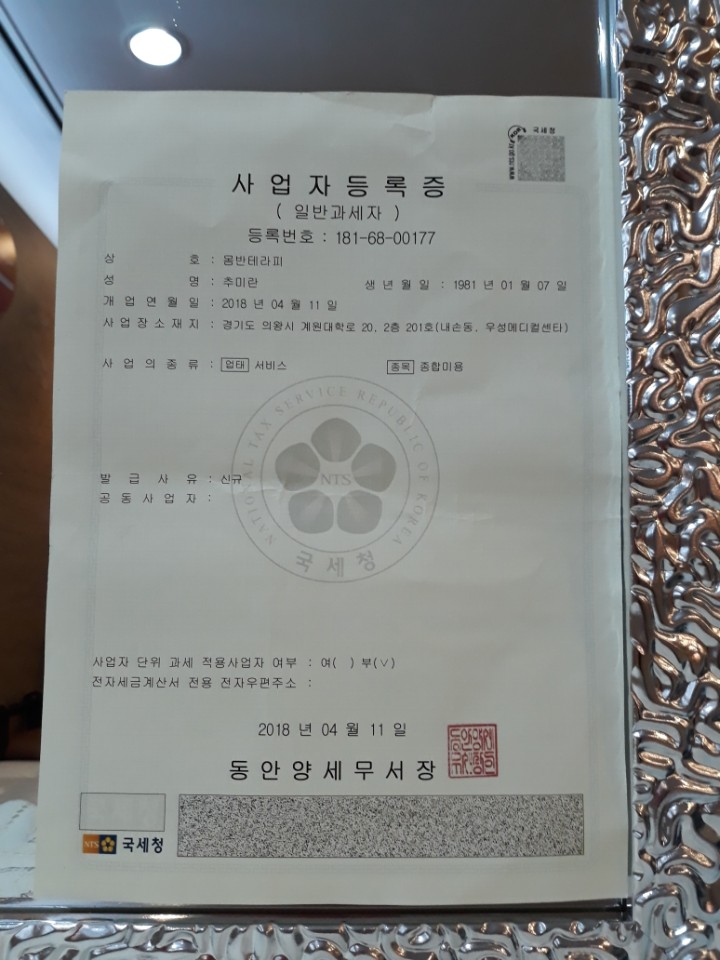 국세청
사업자등록증
( 일반과세자 )
등록번호 : 181-68-00177
상 호 : 몸반테라피
성 명 : 추미란 생 년 월 일 : 1981 년 01 월 07 일
개 업 연 월 일 : 2018 년 04 월 11 일
사 업 장 소 재 지 : 경기도 의왕시 계원대학로 20, 2층 201호(내손동, 우성메디컬센타)
사 업 의 종 류 : 업태 서비스 종목 종합미용
NATIONAL TAX SERVICE REPUBLIC OF KOREA
발 급 사 유 : 신규
NTS
공 동 사 업 자 :
국세청
사업자 단위 과세 적용사업자 여부 : 여( ) 부(∨)
전자세금계산서 전용 전자우편주소 :
2018 년 04 월 11 일
동안양세무서장
NTS 국세청